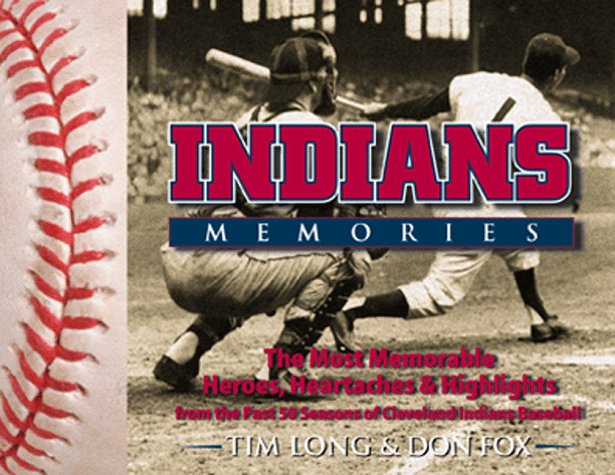 INDIANS
MEMORIES
The Most Memorable
Heroes, Heartaches & Highlights
from the Past 50 Seasons of Cleveland Indians Baseball
TIM LONG & DON FOX